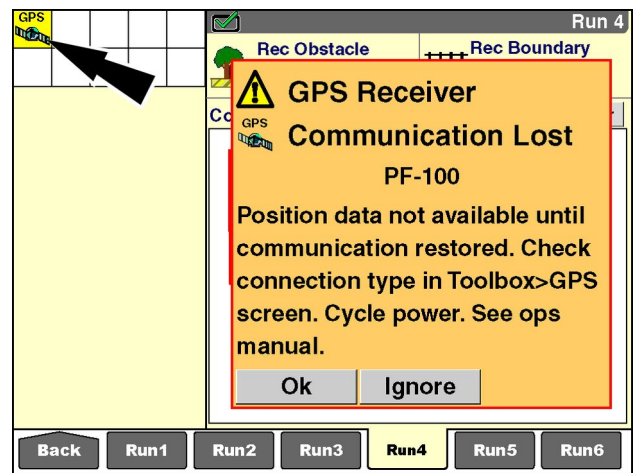 GPS
Run 4
Rec Obstacle
Rec Boundary
GPS Receiver
GPS
Communication Lost
PF-100
Position data not available until
communication restored. Check
connection type in Toolbox>GPS
screen. Cycle power. See ops
manual.
Ok
Ignore
Back
Run1
Run2
Run3
Run4
Run5
Run6